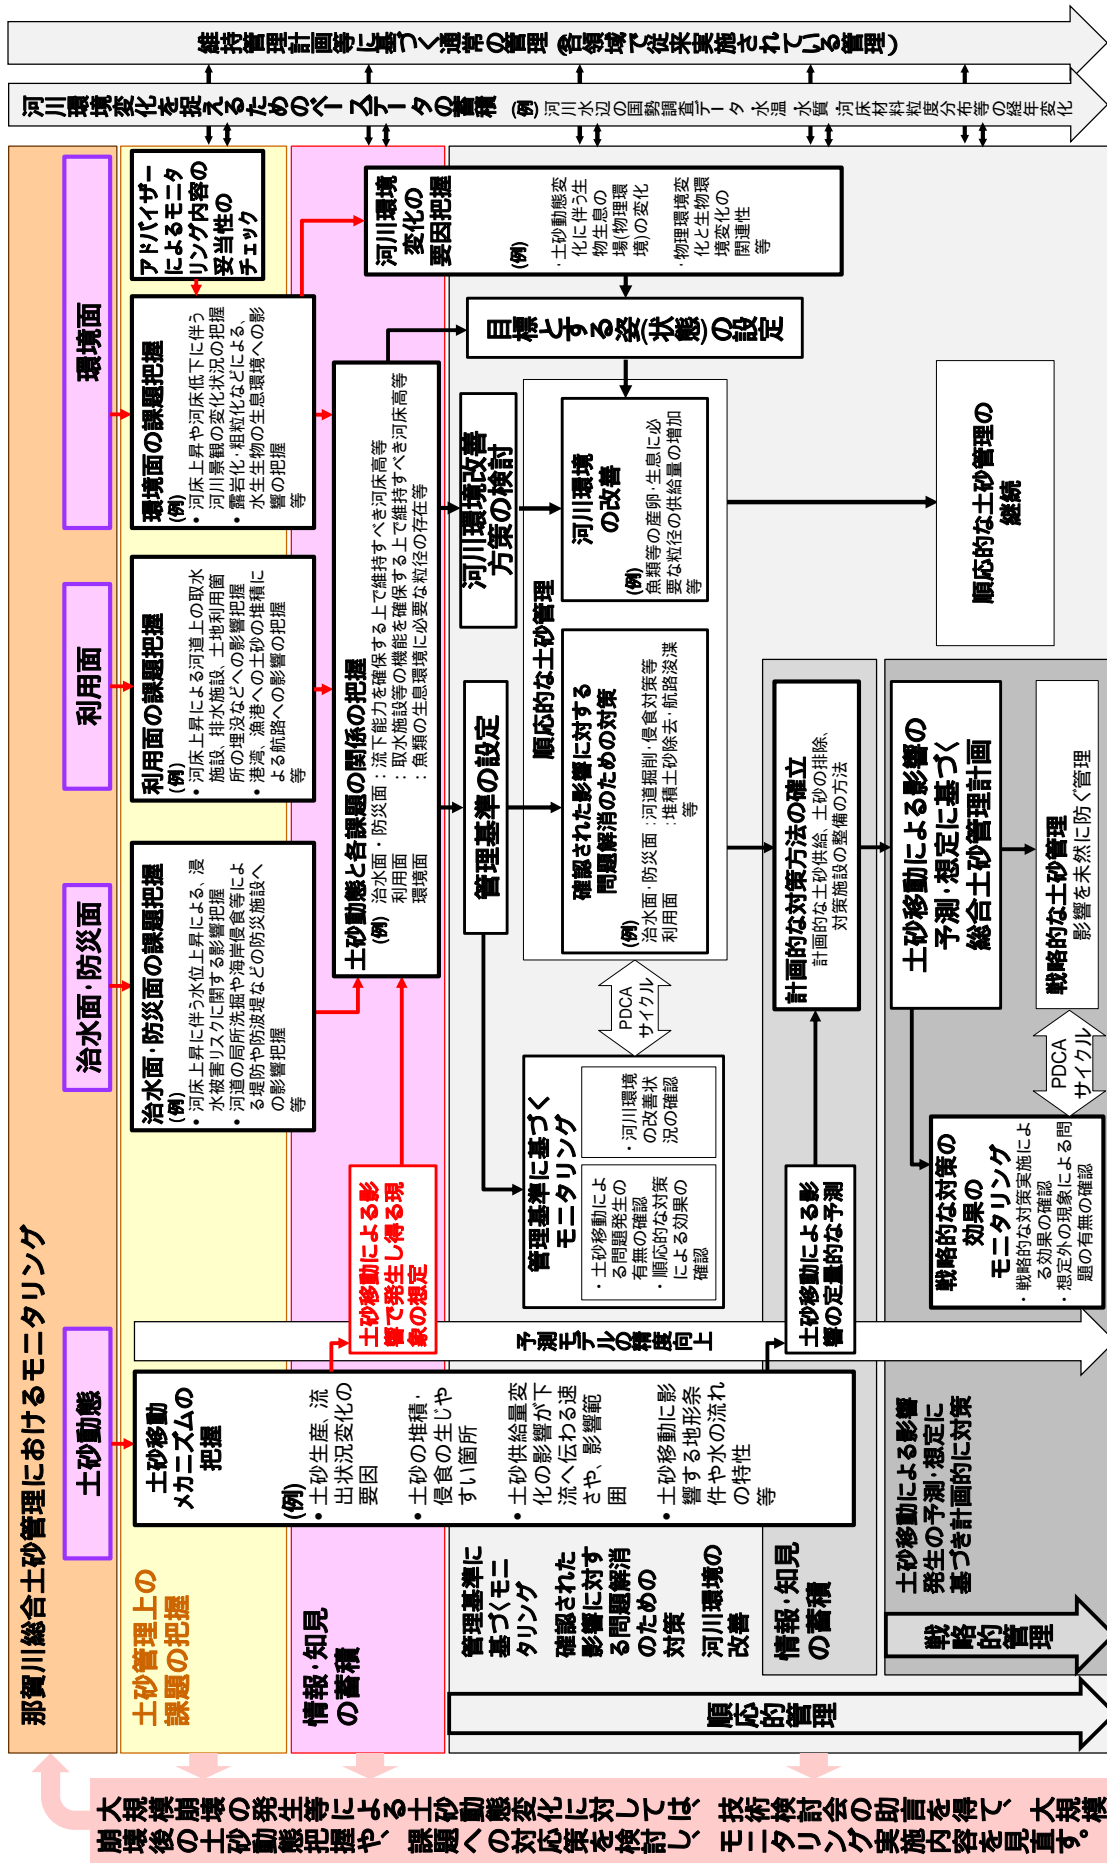 那賀川総合土砂管理におけるモニタリング
土砂動態
治水面・防災面
利用面
環境面
土砂管理上の
課題の把握
土砂移動
メカニズムの
把握
(例)
・土砂生産、流
出状況変化の
要因
・土砂の堆積・
侵食の生じや
すい箇所
・土砂供給量変
化の影響が下
流へ伝わる速
さや、影響範
囲
・土砂移動に影
響する地形条
件や水の流れ
の特性
等
治水面・防災面の課題把握
(例)
・河床上昇に伴う水位上昇による、浸
水被害リスクに関する影響把握
・河道の局所洗掘や海岸侵食等によ
る堤防や防波堤などの防災施設へ
の影響把握
等
利用面の課題把握
(例)
・河床上昇による河道上の取水
施設、排水施設、土地利用箇
所の埋没などへの影響把握
・港湾、漁港への土砂の堆積に
よる航路への影響の把握
等
環境面の課題把握
(例)
・河床上昇や河床低下に伴う
河川景観の変化状況の把握
・露岩化・粗粒化などによる、
水生生物の生息環境への影
響の把握
等
アドバイザー
によるモニタ
リング内容の
妥当性の
チェック
情報・知見
の蓄積
土砂移動による影
響で発生し得る現
象の想定
土砂動態と各課題の関係の把握
(例) 治水面・防災面：流下能力を確保する上で維持すべき河床高等
利用面 ：取水施設等の機能を確保する上で維持すべき河床高等
環境面 ：魚類の生息環境に必要な粒径の存在等
河川環境
変化の
要因把握
(例)
・土砂動態変
化に伴う生
物生息の
場(物理環
境)の変化
・物理環境変
化と生物環
境変化の
関連性
等
管理基準に
基づくモニ
タリング
確認された
影響に対す
る問題解消
のための
対策
河川環境の
改善
目標とする姿(状態)の設定
管理基準の設定
河川環境改善
方策の検討
管理基準に基づく
モニタリング
・土砂移動によ
る問題発生の
有無の確認
・順応的な対策
による効果の
確認
・河川環境
の改善状
況の確認
PDCA
サイクル
順応的な土砂管理
確認された影響に対する
問題解消のための対策
(例)
治水面・防災面：河道掘削・侵食対策等
利用面 ：堆積土砂除去・航路浚渫
等
河川環境
の改善
(例)
魚類等の産卵・生息に必
要な粒径の供給量の増加
等
予測モデルの精度向上
情報・知見
の蓄積
土砂移動による影
響の定量的な予測
計画的な対策方法の確立
計画的な土砂供給、土砂の排除、
対策施設の整備の方法
順応的な土砂管理の
継続
土砂移動による影響
発生の予測・想定に
基づき計画的に対策
戦略的な対策の
効果の
モニタリング
・戦略的な対策実施によ
る効果の確認
・想定外の現象による問
題の有無の確認
土砂移動による影響の
予測・想定に基づく
総合土砂管理計画
PDCA
サイクル
戦略的な土砂管理
影響を未然に防ぐ管理
順応的管理
戦略的管理
河川環境変化を捉えるためのベースデータの蓄積 (例)河川水辺の国勢調査データ・水温・水質・河床材料粒度分布等の経年変化
維持管理計画等に基づく通常の管理(各領域で従来実施されている管理)
大規模崩壊の発生等による土砂動態変化に対しては、技術検討会の助言を得て、大規模
崩壊後の土砂動態把握や、課題への対応策を検討し、モニタリング実施内容を見直す。